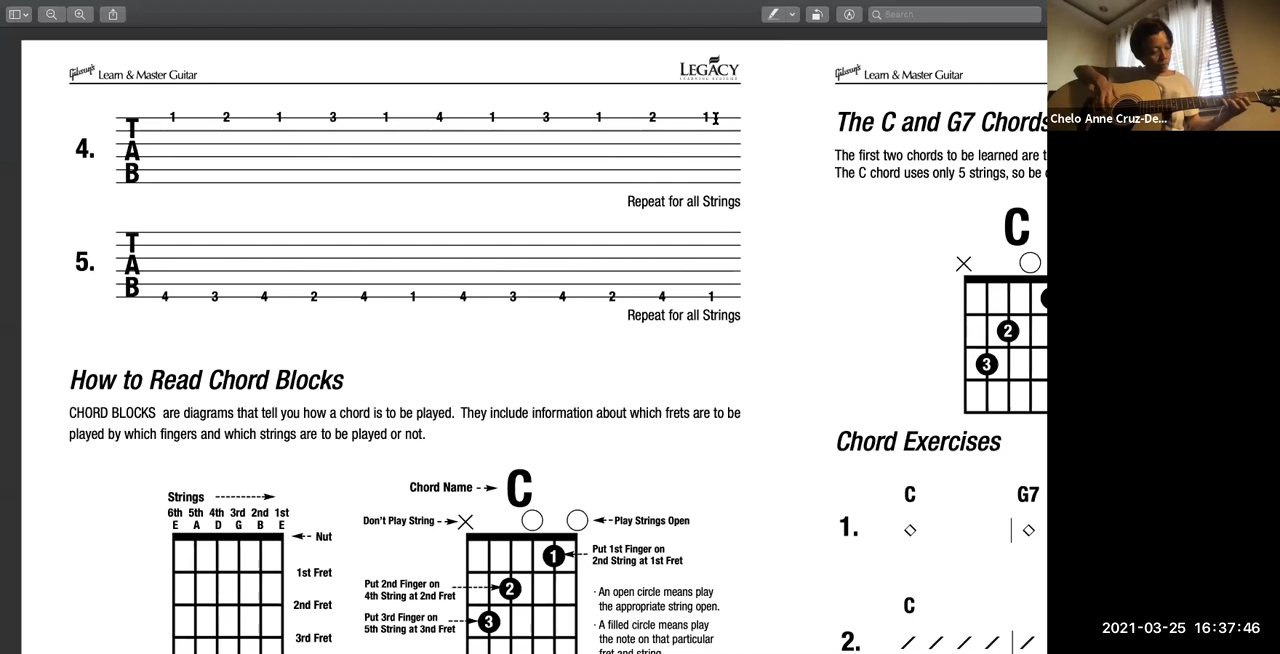 Search
Gibson's Learn & Master Guitar
LEGACY
LEARNING SYSTEMS
4.
T
A
B
1 2 1 3 1 4 1 3 1 2 1
Repeat for all Strings
5.
T
A
B
4 3 4 2 4 1 4 3 4 2 4 1
Repeat for all Strings
How to Read Chord Blocks
CHORD BLOCKS are diagrams that tell you how a chord is to be played. They include information about which frets are to be
played by which fingers and which strings are to be played or not.
Strings
6th 5th 4th 3rd 2nd 1st
E A D G B E
Nut
1st Fret
2nd Fret
3rd Fret
Chord Name
C
Don't Play String
Play Strings Open
1
Put 1st Finger on
2nd String at 1st Fret
Put 2nd Finger on
4th String at 2nd Fret
2
Put 3rd Finger on
5th String at 3nd Fret
3
· An open circle means play
the appropriate string open.
· A filled circle means play
the note on that particular
fret and string.
Gibson's Learn & Master Guitar
The C and G7 Chords
The first two chords to be learned are t
The C chord uses only 5 strings, so be
C
2
3
Chord Exercises
C G7
1.
C
2.
Chelo Anne Cruz-De...
2021-03-25 16:37:46